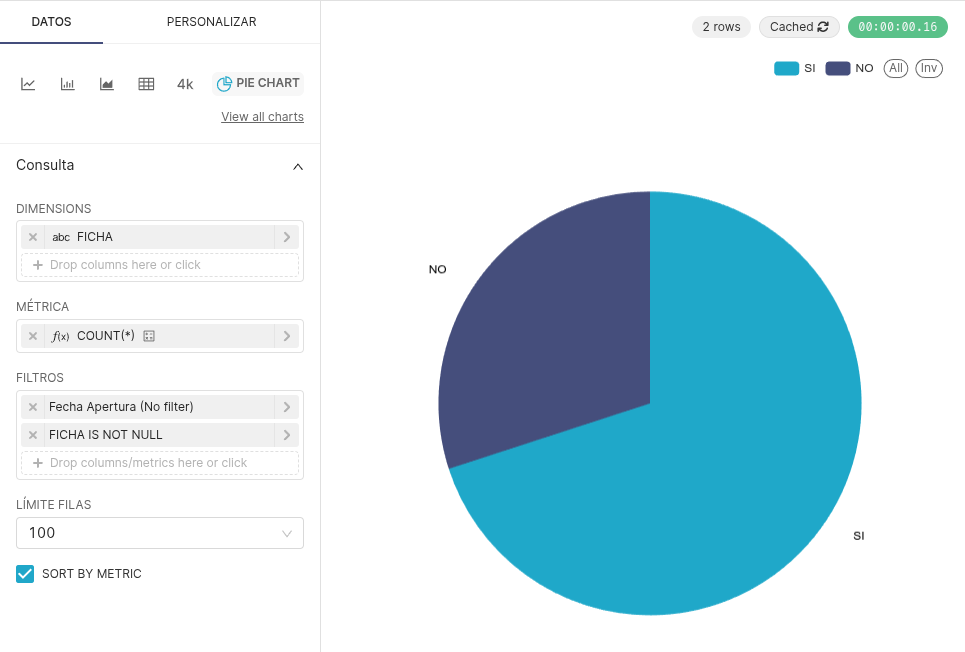 DATOS
PERSONALIZAR
4k
PIE CHART
View all charts
Consulta
DIMENSIONS
abc FICHA
Drop columns here or click
MÉTRICA
f(x) COUNT(*)
FILTROS
Fecha Apertura (No filter)
FICHA IS NOT NULL
Drop columns/metrics here or click
LÍMITE FILAS
100
SORT BY METRIC
2 rows
Cached
00:00:00.16
SI
NO
All
Inv
NO
SI